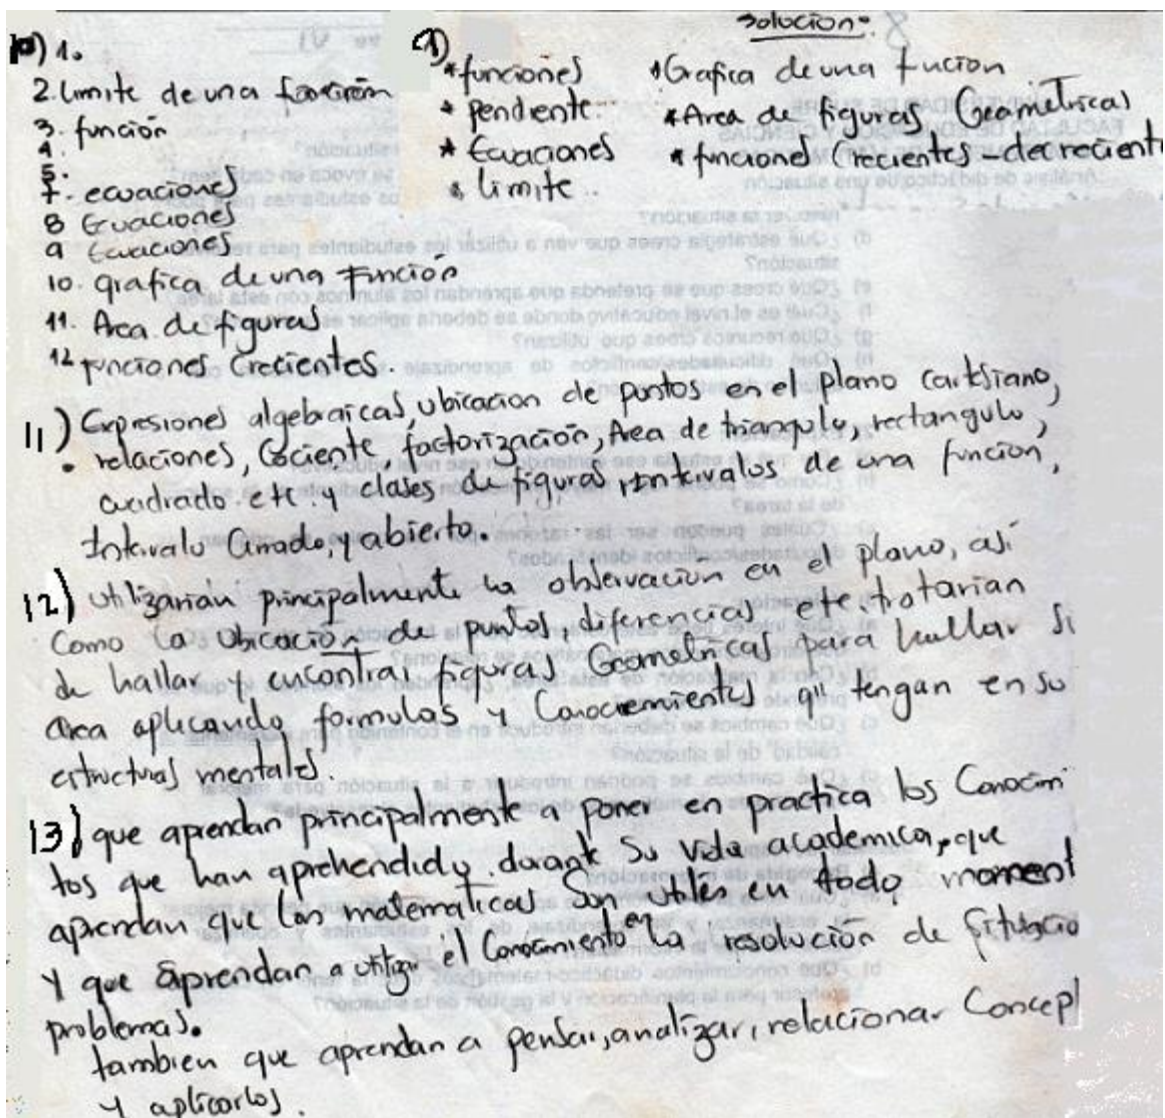 Solucion:
10) 1.
2. Limite de una función
3. función
4.
5.
7. ecuaciones
8 Ecuaciones
9 Ecuaciones
10. grafica de una Función
11. Area de figuras
12 funciones Crecientes.
9)
* funciones
* pendiente.
* Ecuaciones
* limite
* Grafica de una función
* Area de figuras Geometricas
* funciones Crecientes - decreciente
11) Expresiones algebraicas, ubicacion de puntos en el plano cartesiano,
relaciones, Cociente factorización, Area de triangulo, rectangulo,
cuadrado. etc. y clases de figuras, intervalos de una funcion,
Intervalo Cerrado, y abierto.
12) utilizarian principalmente la observación en el plano, asi
Como la Ubicación de puntos, diferencias etc. tratarian
de hallar y encontrar figuras Geometricas para hallar su
area aplicando formulas y Conocimientos q' tengan en su
estructuras mentales.
13) que aprendan principalmente a poner en practica los Conocim
tos que han aprehendido durante su vida academica, que
aprendan que las matematicas Son utiles en todo moment
y que aprendan a utilizar el Conocimiento en la resolución de Situacio
problemas.
tambien que aprendan a pensar, analizar, relacionar Concept
y aplicarlos.